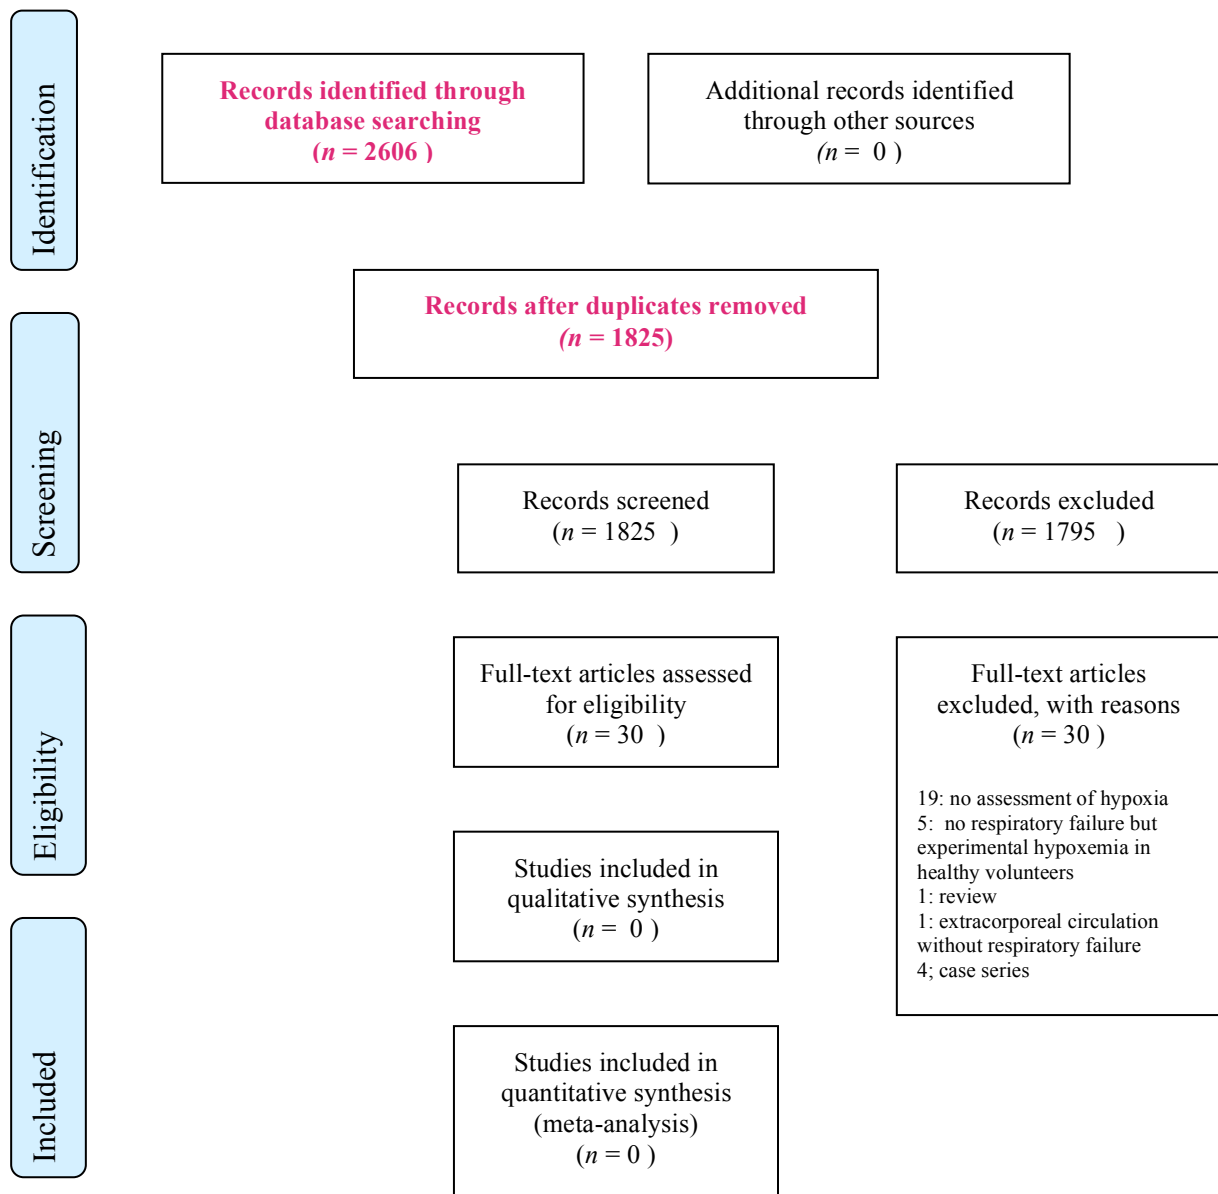 Identification
Records identified through
database searching
(n = 2606 )
Additional records identified
through other sources
(n = 0 )
Records after duplicates removed
(n = 1825)
Screening
Records screened
(n = 1825 )
Records excluded
(n = 1795 )
Eligibility
Full-text articles assessed
for eligibility
(n = 30 )
Full-text articles
excluded, with reasons
(n = 30 )
19: no assessment of hypoxia
5: no respiratory failure but
experimental hypoxemia in
healthy volunteers
1: review
1: extracorporeal circulation
without respiratory failure
4; case series
Studies included in
qualitative synthesis
(n = 0 )
Included
Studies included in
quantitative synthesis
(meta-analysis)
(n = 0 )